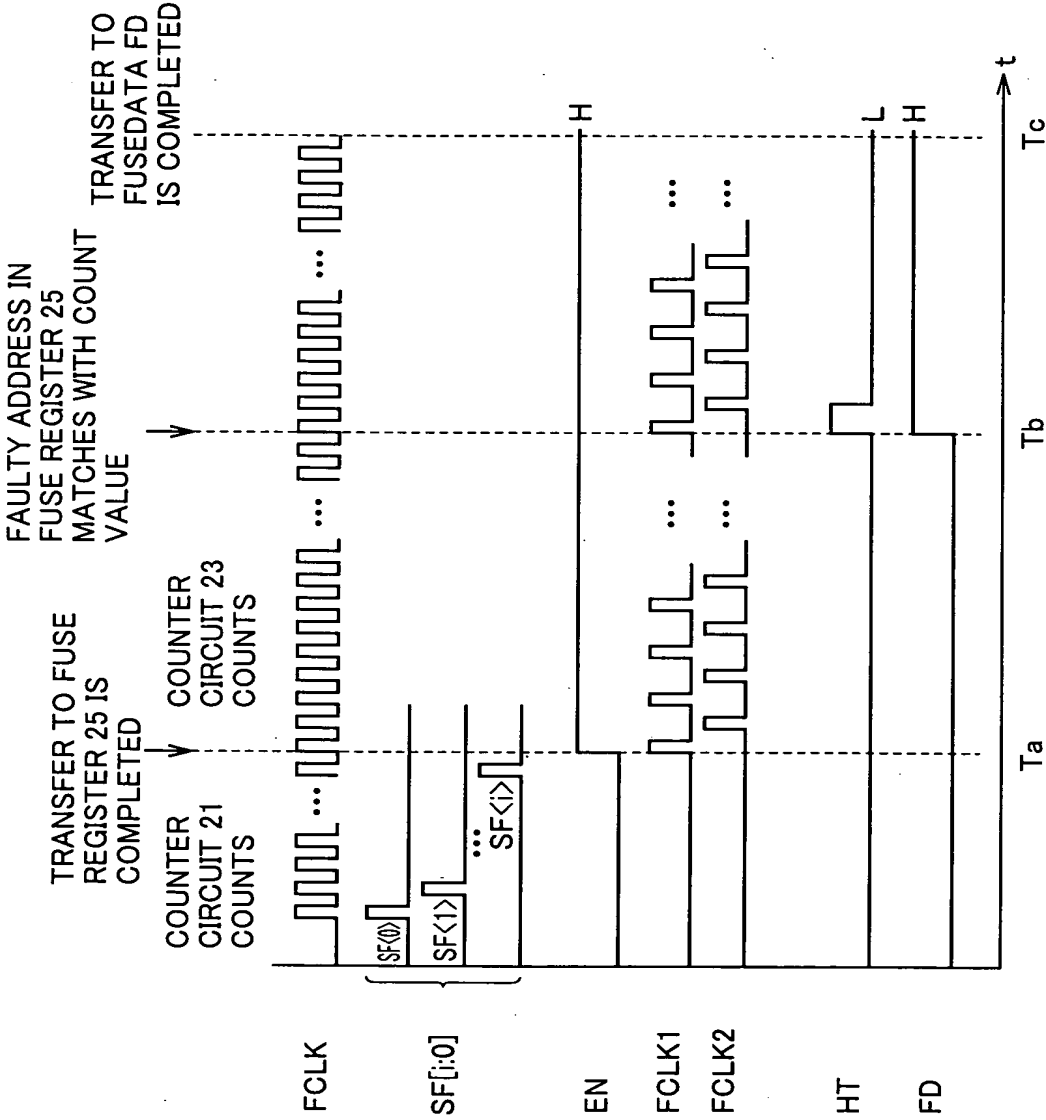 TRANSFER TO FUSE
REGISTER 25 IS
COMPLETED
FAULTY ADDRESS IN
FUSE REGISTER 25
MATCHES WITH COUNT
VALUE
TRANSFER TO
FUSEDATA FD
IS COMPLETED
COUNTER
CIRCUIT 21
COUNTS
COUNTER
CIRCUIT 23
COUNTS
FCLK
...
...
...
SF[i:0]
SF<0>
SF<1>
...
SF<i>
EN
H
FCLK1
...
...
FCLK2
...
...
HT
L
FD
H
t
Ta
Tb
Tc